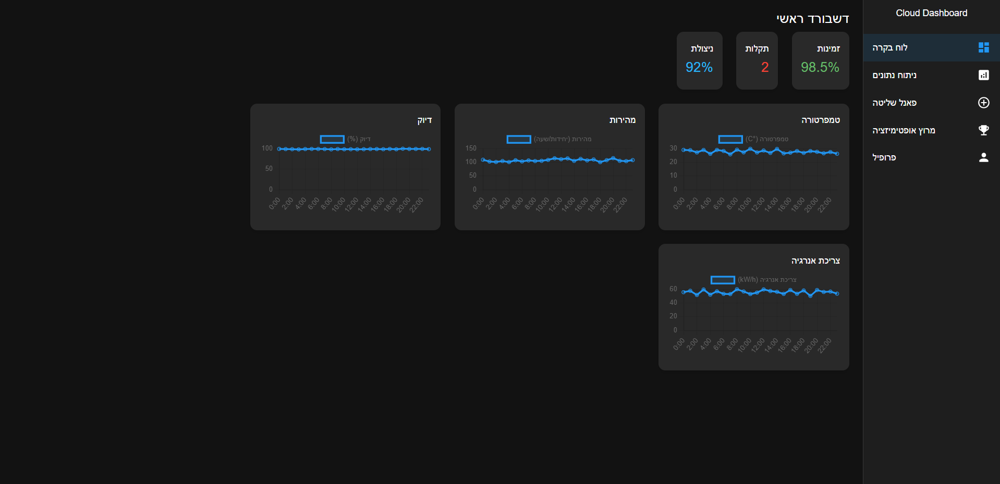 Cloud Dashboard
לוח בקרה
ניתוח נתונים
פאנל שליטה
מרוץ אופטימיזציה
פרופיל
דשבורד ראשי
זמינות
98.5%
תקלות
2
ניצולת
92%
טמפרטורה
טמפרטורה (°C)
30
20
10
0
0:00 2:00 4:00 6:00 8:00 10:00 12:00 14:00 16:00 18:00 20:00 22:00
מהירות
מהירות (יחידות/שעה)
150
100
50
0
0:00 2:00 4:00 6:00 8:00 10:00 12:00 14:00 16:00 18:00 20:00 22:00
דיוק
דיוק (%)
100
50
0
0:00 2:00 4:00 6:00 8:00 10:00 12:00 14:00 16:00 18:00 20:00 22:00
צריכת אנרגיה
צריכת אנרגיה (kW/h)
60
40
20
0
0:00 2:00 4:00 6:00 8:00 10:00 12:00 14:00 16:00 18:00 20:00 22:00